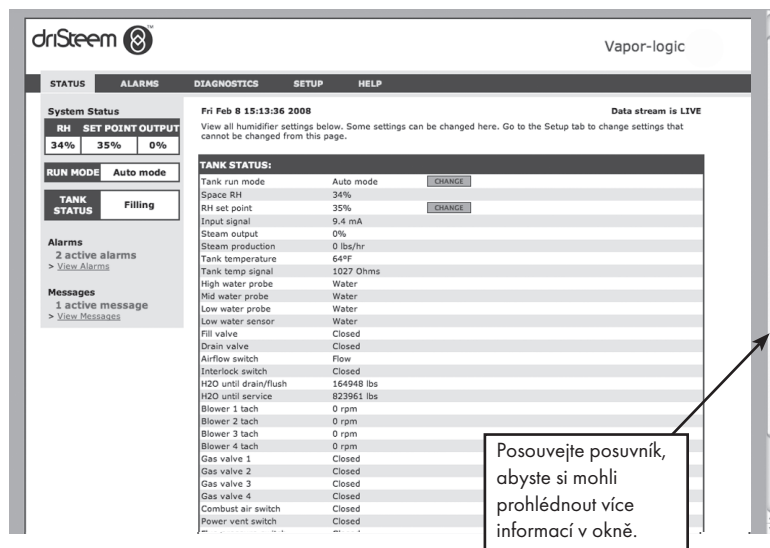 driSteem ™
Vapor-logic
STATUS ALARMS DIAGNOSTICS SETUP HELP
System Status
RH SET POINT OUTPUT
34% 35% 0%
RUN MODE Auto mode
TANK STATUS Filling
Alarms
2 active alarms
> View Alarms
Messages
1 active message
> View Messages
Fri Feb 8 15:13:36 2008 Data stream is LIVE
View all humidifier settings below. Some settings can be changed here. Go to the Setup tab to change settings that
cannot be changed from this page.
TANK STATUS:
Tank run mode Auto mode CHANGE
Space RH 34%
RH set point 35% CHANGE
Input signal 9.4 mA
Steam output 0%
Steam production 0 lbs/hr
Tank temperature 64ºF
Tank temp signal 1027 Ohms
High water probe Water
Mid water probe Water
Low water probe Water
Low water sensor Water
Fill valve Closed
Drain valve Closed
Airflow switch Flow
Interlock switch Closed
H2O until drain/flush 164948 lbs
H2O until service 823961 lbs
Blower 1 tach 0 rpm
Blower 2 tach 0 rpm
Blower 3 tach 0 rpm
Blower 4 tach 0 rpm
Gas valve 1 Closed
Gas valve 2 Closed
Gas valve 3 Closed
Gas valve 4 Closed
Combust air switch Closed
Power vent switch Closed
Posouvejte posuvník,
abyste si mohli
prohlédnout více
informací v okně.